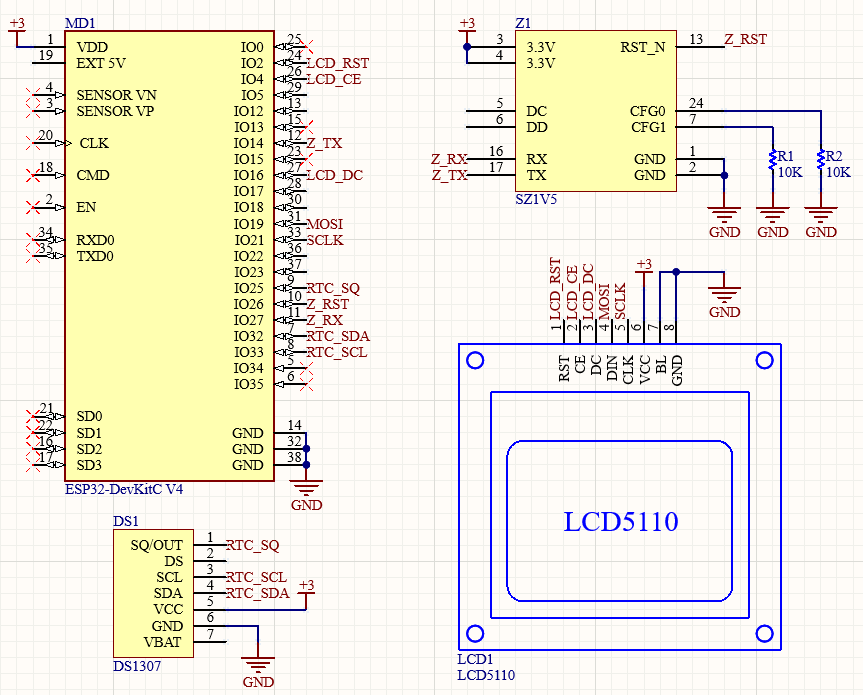 +3
MD1
1 VDD
19 EXT 5V
4 SENSOR VN
3 SENSOR VP
20 CLK
18 CMD
2 EN
34 RXD0
35 TXD0
21 SD0
22 SD1
16 SD2
17 SD3
IO0 25
IO2 24 LCD_RST
IO4 26 LCD_CE
IO5 29
IO12 13
IO13 15
IO14 12 Z_TX
IO15 23
IO16 27 LCD_DC
IO17 28
IO18 30
IO19 31 MOSI
IO21 33 SCLK
IO22 36
IO23 37
IO25 9 RTC_SQ
IO26 10 Z_RST
IO27 11 Z_RX
IO32 7 RTC_SDA
IO33 8 RTC_SCL
IO34 5
IO35 6
GND 14
GND 32
GND 38
GND
ESP32-DevKitC V4
DS1
SQ/OUT 1 RTC_SQ
DS 2
SCL 3 RTC_SCL
SDA 4 RTC_SDA
VCC 5 +3
GND 6
VBAT 7
DS1307
GND
+3
Z1
3 3.3V
4 3.3V
5 DC
6 DD
Z_RX 16 RX
Z_TX 17 TX
RST_N 13 Z_RST
CFG0 24
CFG1 7
GND 1
GND 2
SZ1V5
R1
10K
R2
10K
GND
GND
GND
LCD_RST 1 RST
LCD_CE 2 CE
LCD_DC 3 DC
MOSI 4 DIN
SCLK 5 CLK
+3 6 VCC
7 BL
8 GND
GND
LCD5110
LCD1
LCD5110